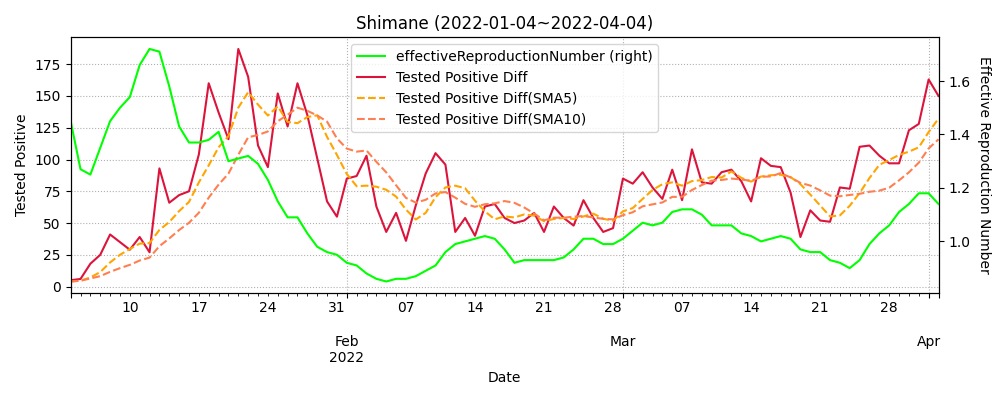 Shimane (2022-01-04~2022-04-04)
effectiveReproductionNumber (right)
Tested Positive Diff
Tested Positive Diff(SMA5)
Tested Positive Diff(SMA10)
Tested Positive
175
150
125
100
75
50
25
0
1.6
1.4
1.2
1.0
Effective Reproduction Number
10 17 24 31 07 14 21 28 07 14 21 28
Feb Mar Apr
2022
Date